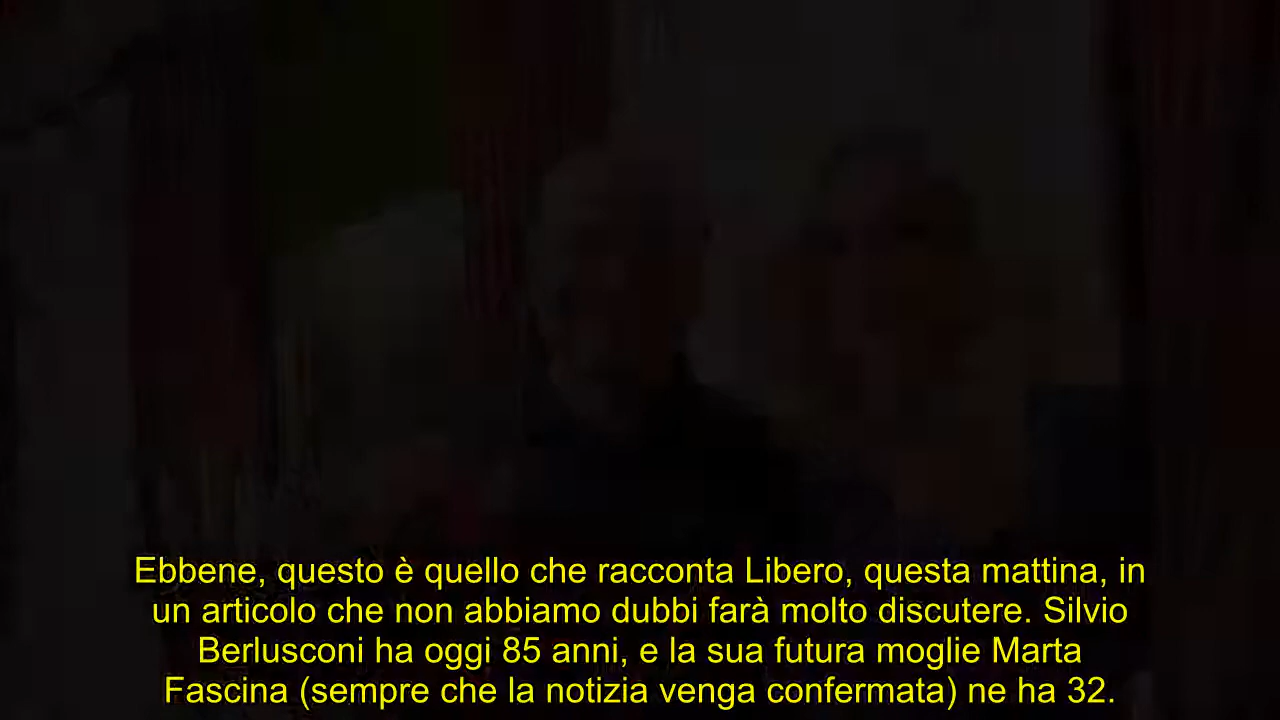 Ebbene, questo è quello che racconta Libero, questa mattina, in
un articolo che non abbiamo dubbi farà molto discutere. Silvio
Berlusconi ha oggi 85 anni, e la sua futura moglie Marta
Fascina (sempre che la notizia venga confermata) ne ha 32.